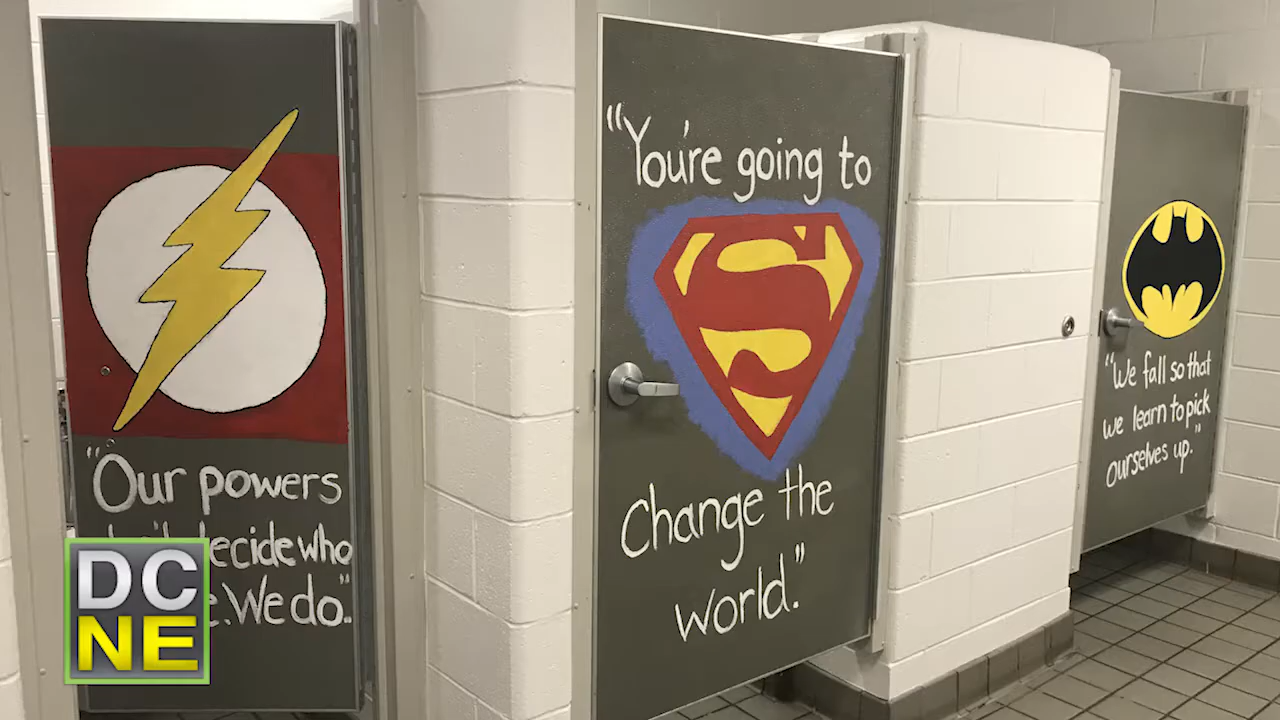 "Our powers
decide who
We do."
DC
NE
"You're going to
S
Change the
world."
"We fall so that
we learn to pick
ourselves up."